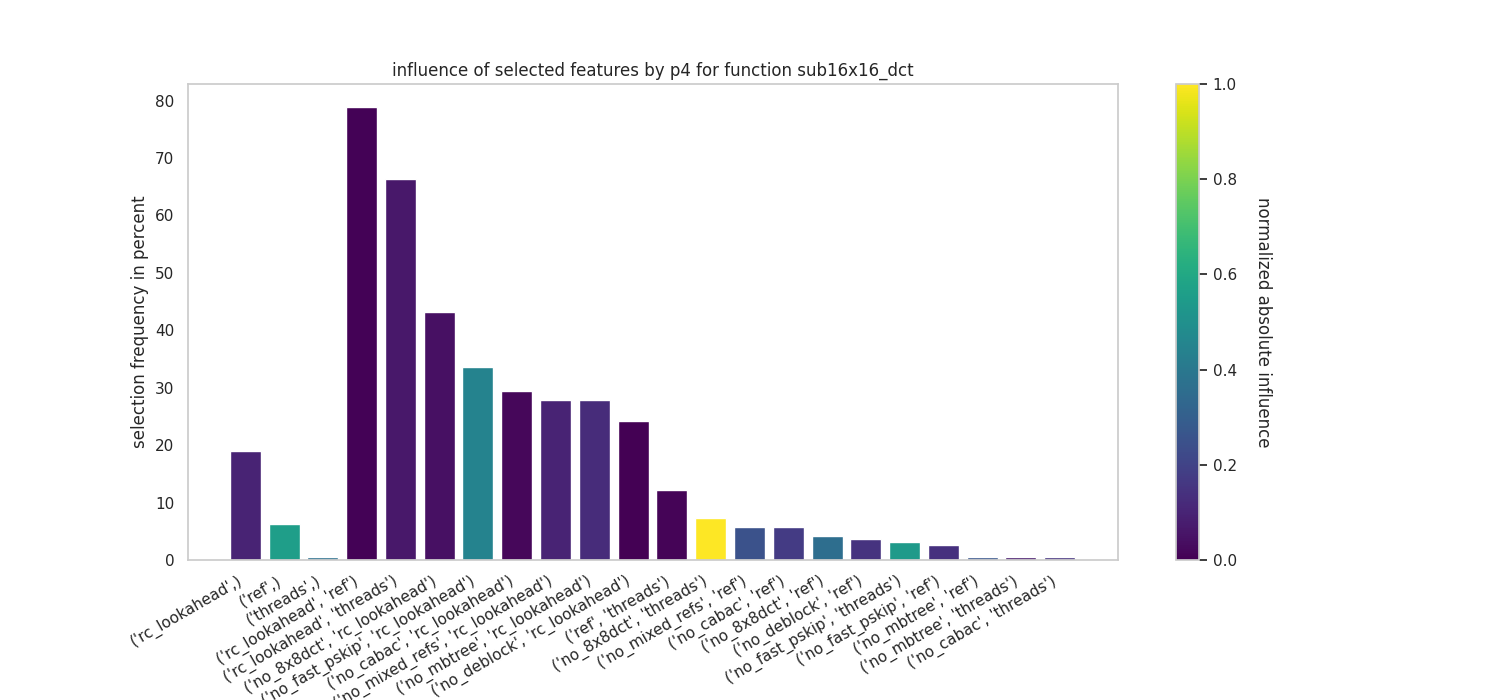 influence of selected features by p4 for function sub16x16_dct
80
70
60
50
40
30
20
10
0
selection frequency in percent
('rc_lookahead',)
('ref',)
('threads',)
('rc_lookahead', 'ref')
('rc_lookahead', 'threads')
('no_8x8dct', 'rc_lookahead')
('no_fast_pskip', 'rc_lookahead')
('no_cabac', 'rc_lookahead')
'no_mixed_refs', 'rc_lookahead')
('no_mbtree', 'rc_lookahead')
('no_deblock', 'rc_lookahead')
('ref', 'threads')
('no_8x8dct', 'threads')
('no_mixed_refs', 'ref')
('no_cabac', 'ref')
('no_8x8dct', 'ref')
('no_deblock', 'ref')
('no_fast_pskip', 'threads')
('no_fast_pskip', 'ref')
('no_mbtree', 'ref')
('no_mbtree', 'threads')
('no_cabac', 'threads')
1.0
0.8
0.6
0.4
0.2
0.0
normalized absolute influence